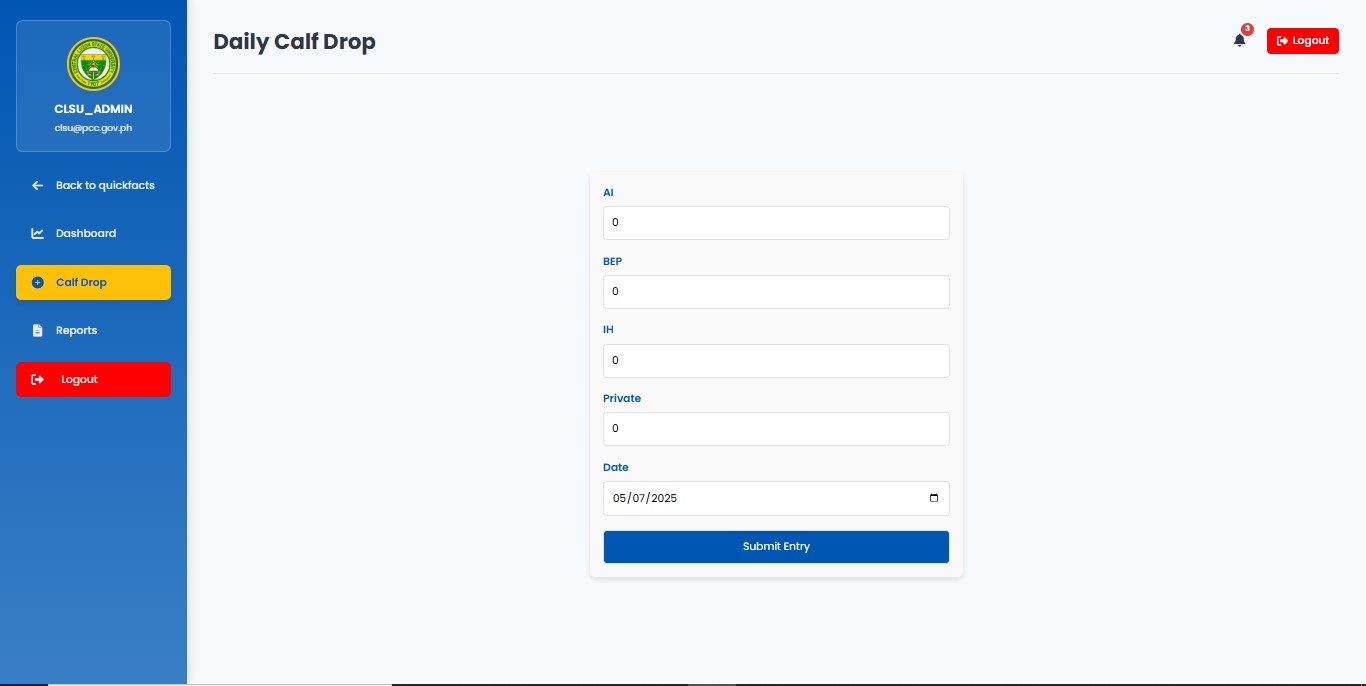 CLSU_ADMIN
clsu@pcc.gov.ph
Back to quickfacts
Dashboard
Calf Drop
Reports
Logout
Daily Calf Drop
3
Logout
AI
0
BEP
0
IH
0
Private
0
Date
05/07/2025
Submit Entry